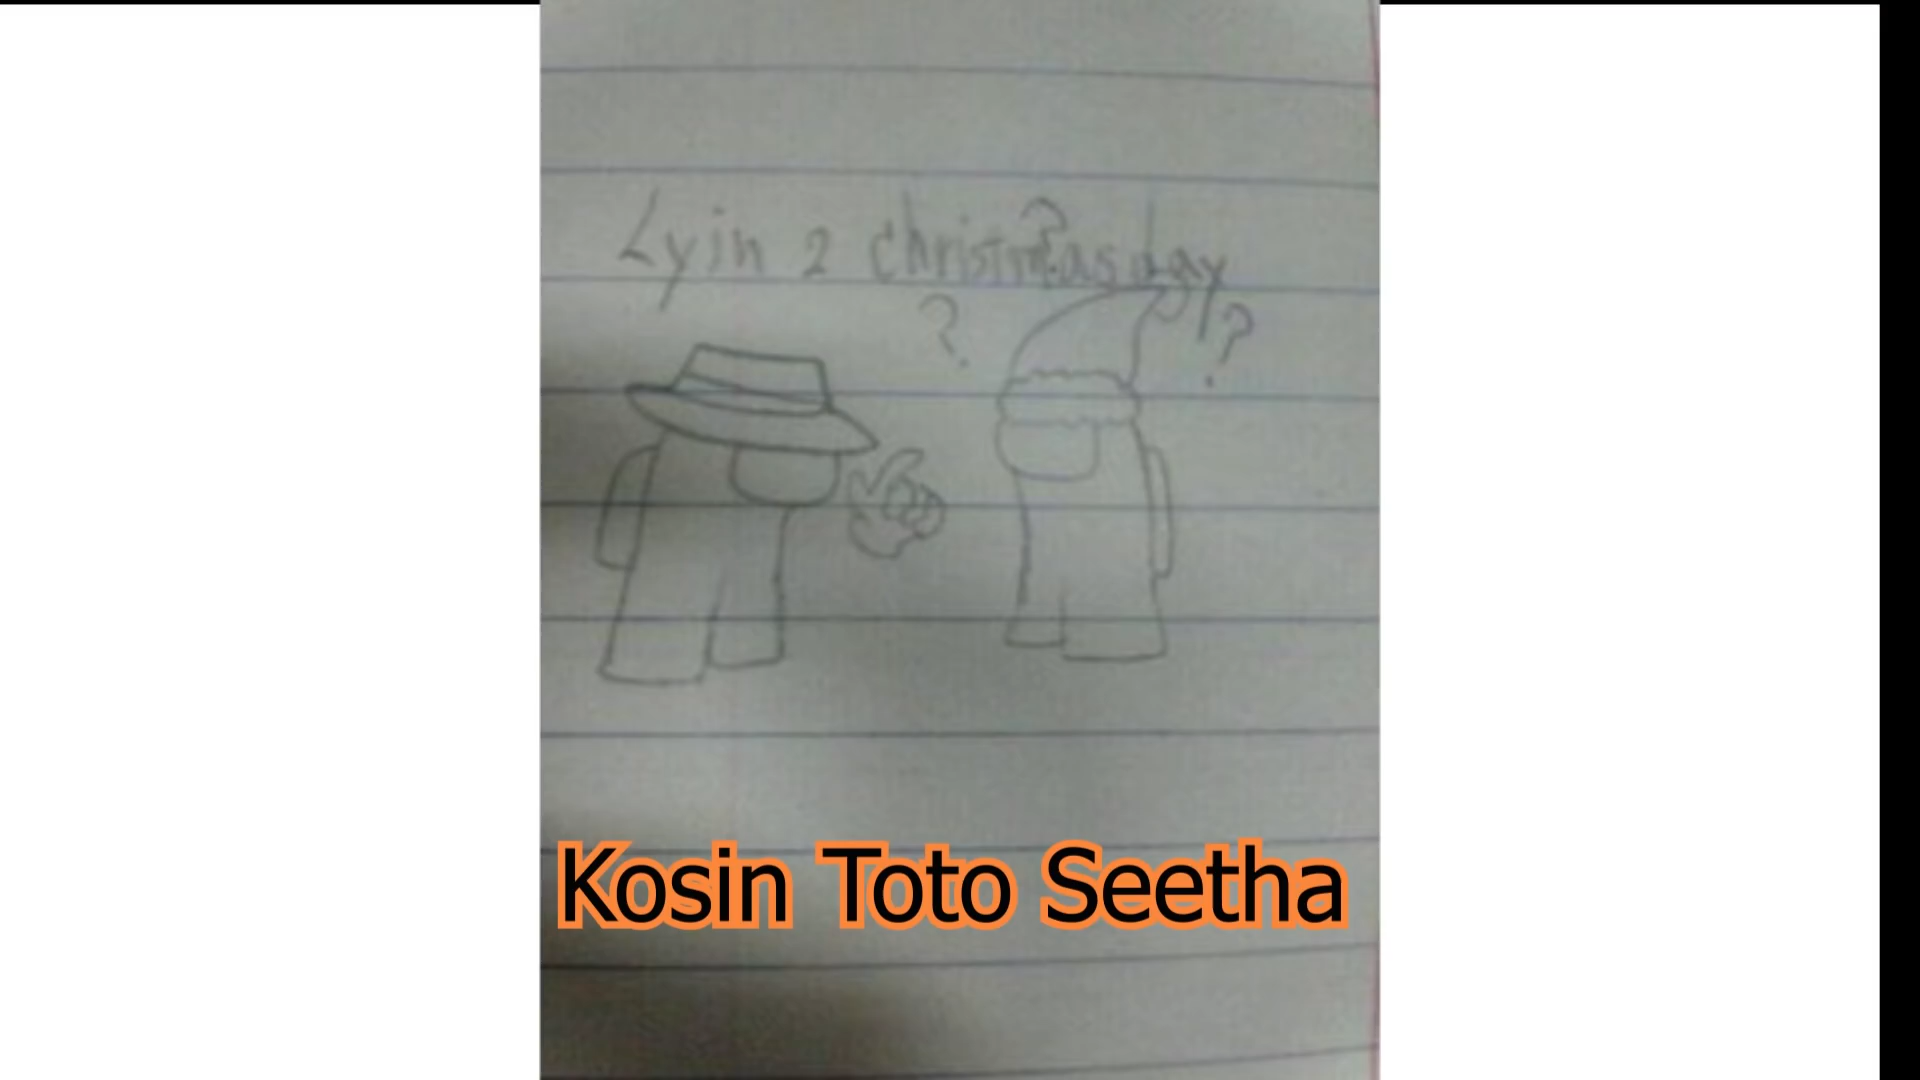 Lyin 2 christmas day
?
? ?
Kosin Toto Seetha